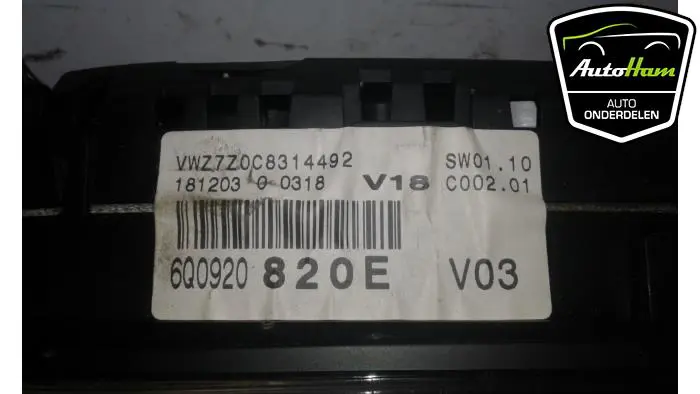 VWZ7Z0C8314492 SW01.10
181203 0 0318 V18 C002.01
6Q0920 820E V03
AutoHam
AUTO
ONDERDELEN